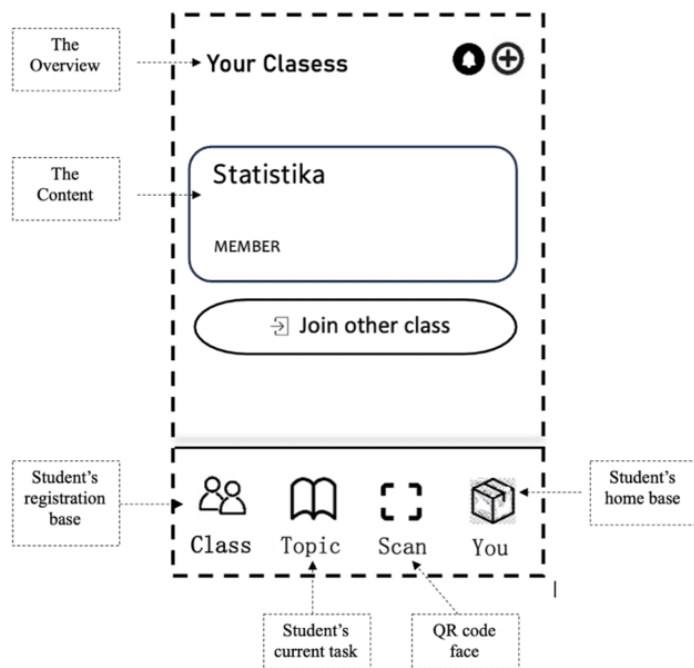 The
Overview
Your Clasess
The
Content
Statistika
MEMBER
Join other class
Student's
registration
base
Student's
home base
Class
Topic
Scan
You
Student's
current task
QR code
face